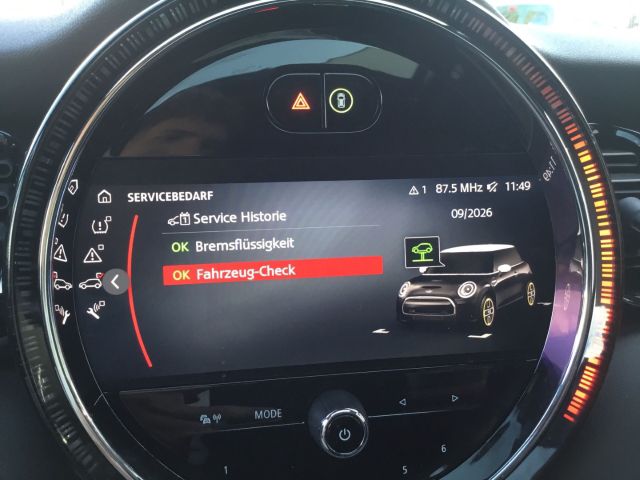 SERVICEBEDARF
1 87.5 MHz 11:49
1 Service Historie
09/2026
OK Bremsflüssigkeit
OK Fahrzeug-Check
MODE
1
5
6